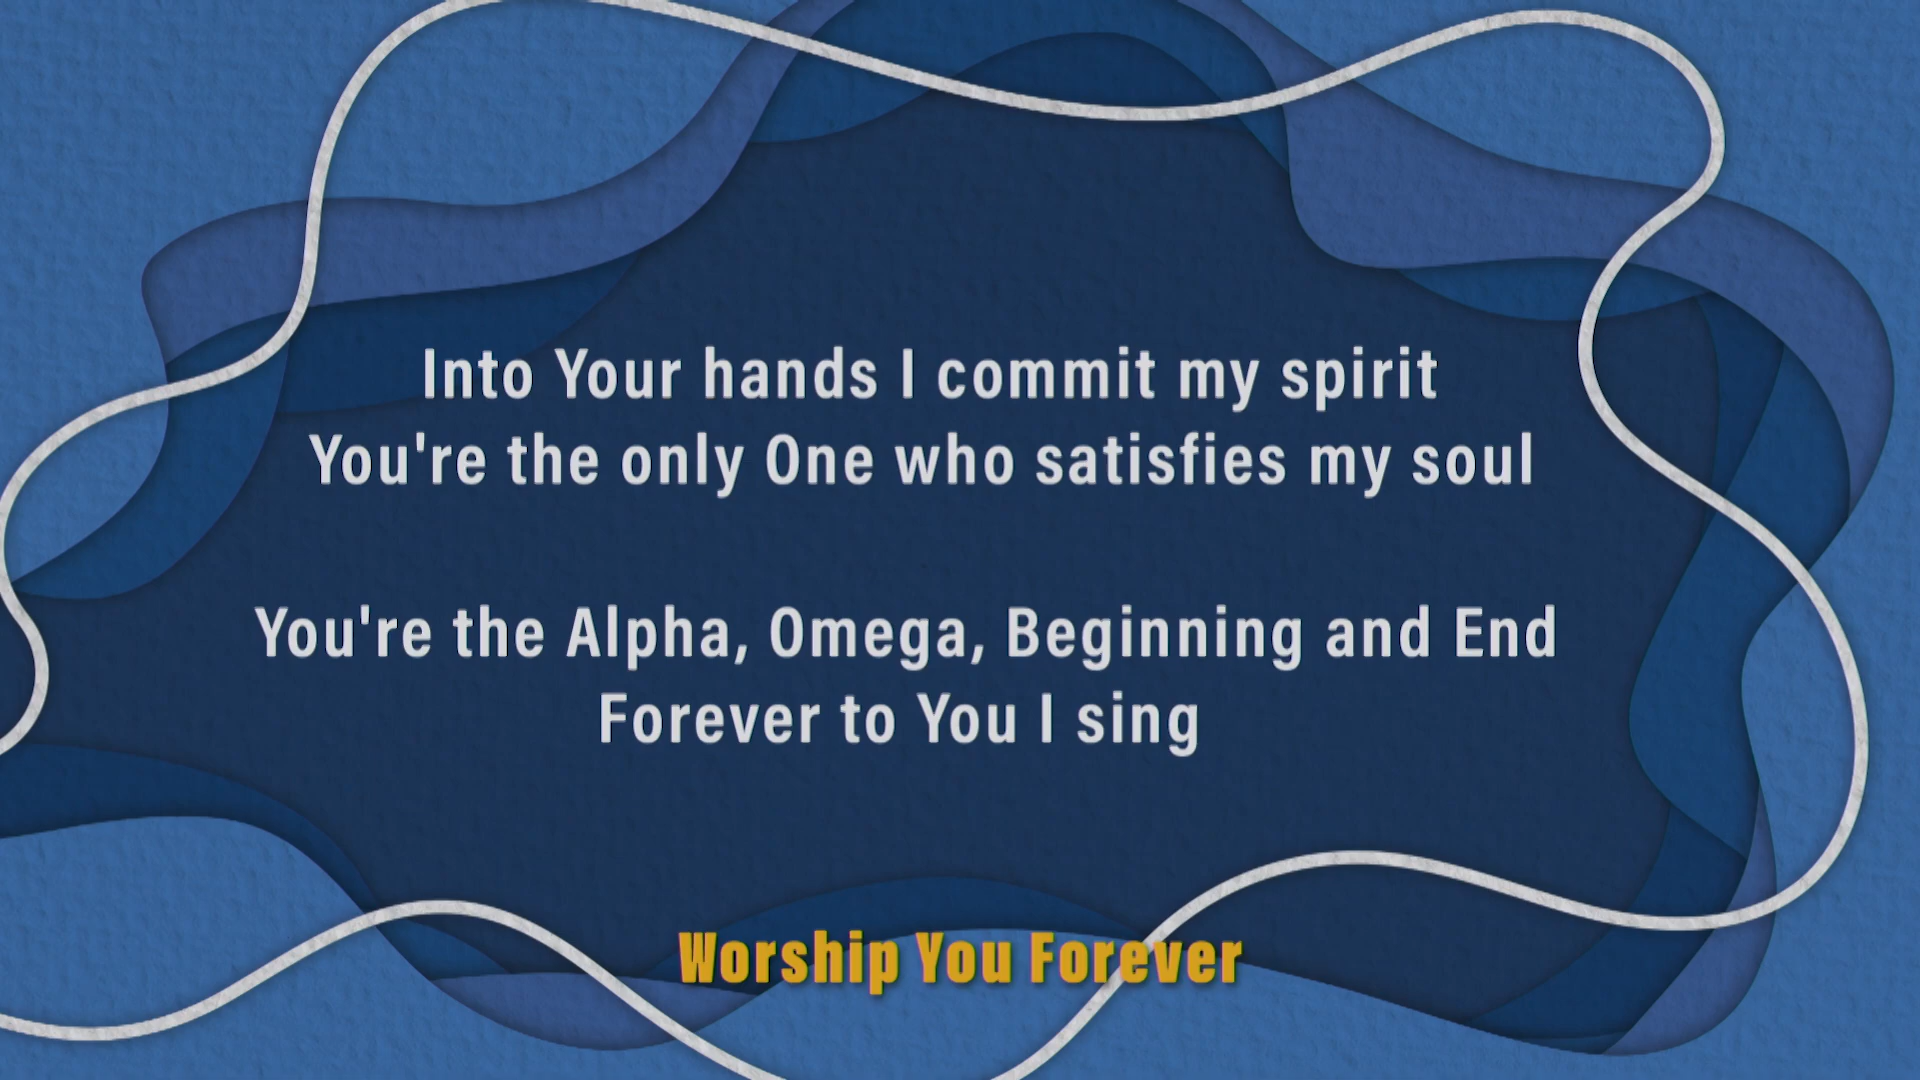 Into Your hands I commit my spirit
You're the only One who satisfies my soul
You're the Alpha, Omega, Beginning and End
Forever to You I sing
Worship You Forever